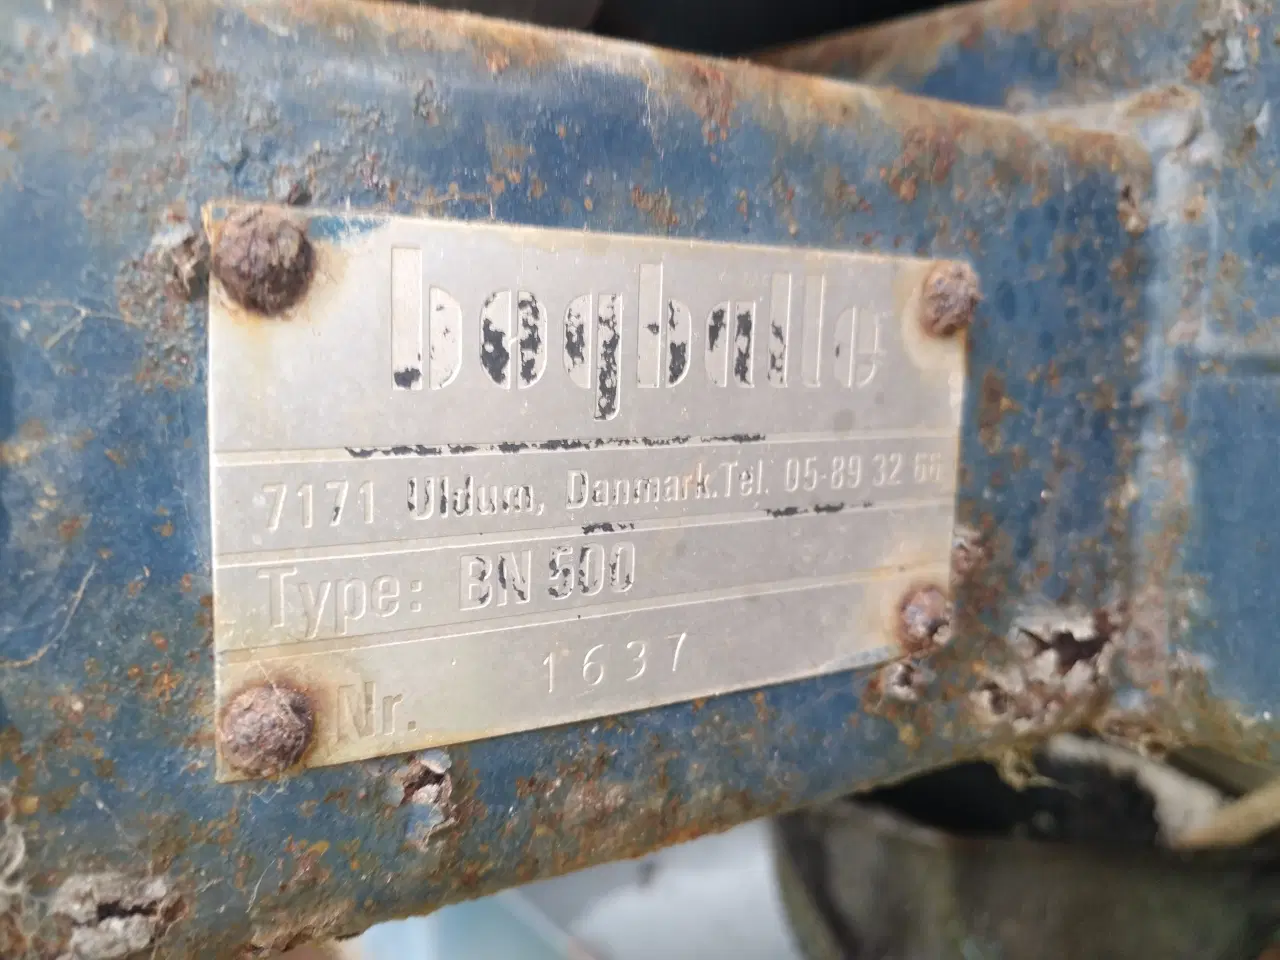 bogballe
7171 Uldum, Danmark. Tel. 05-89 32 66
Type: BN 500
Nr. 1637